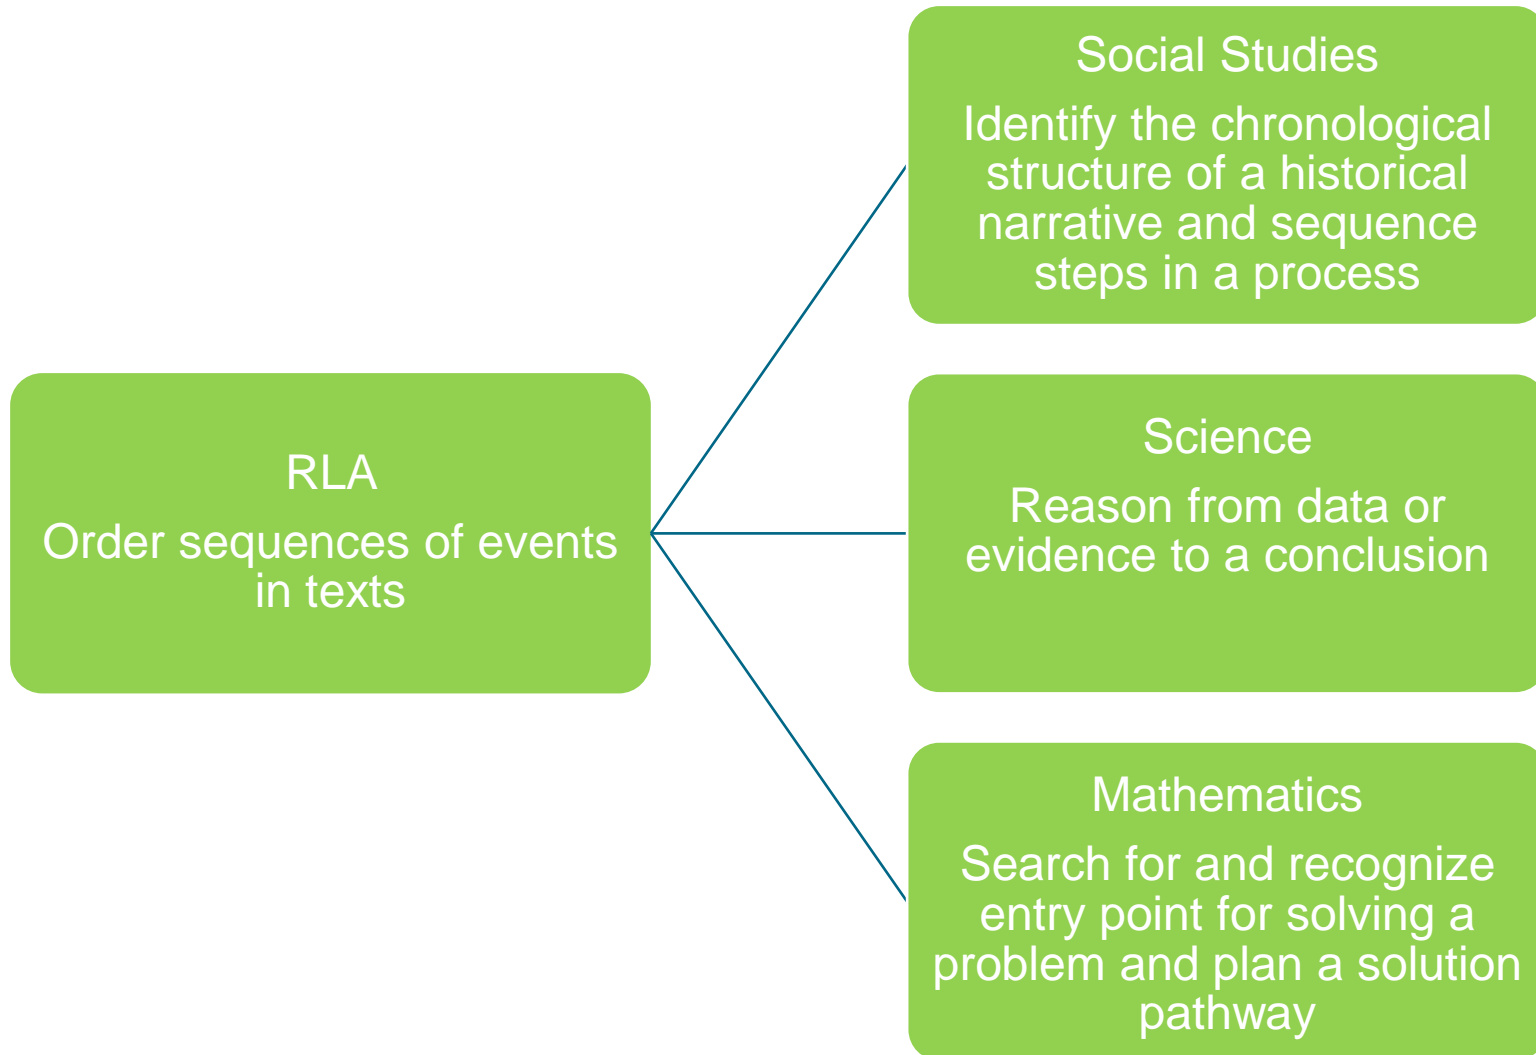 RLA
Order sequences of events
in texts
Social Studies
Identify the chronological
structure of a historical
narrative and sequence
steps in a process
Science
Reason from data or
evidence to a conclusion
Mathematics
Search for and recognize
entry point for solving a
problem and plan a solution
pathway